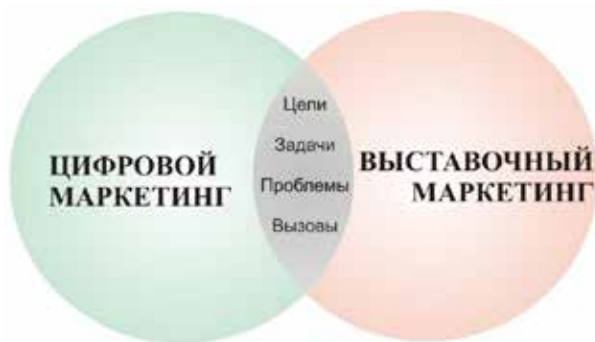 ЦИФРОВОЙ
МАРКЕТИНГ
Цели
Задачи
Проблемы
Вызовы
ВЫСТАВОЧНЫЙ
МАРКЕТИНГ